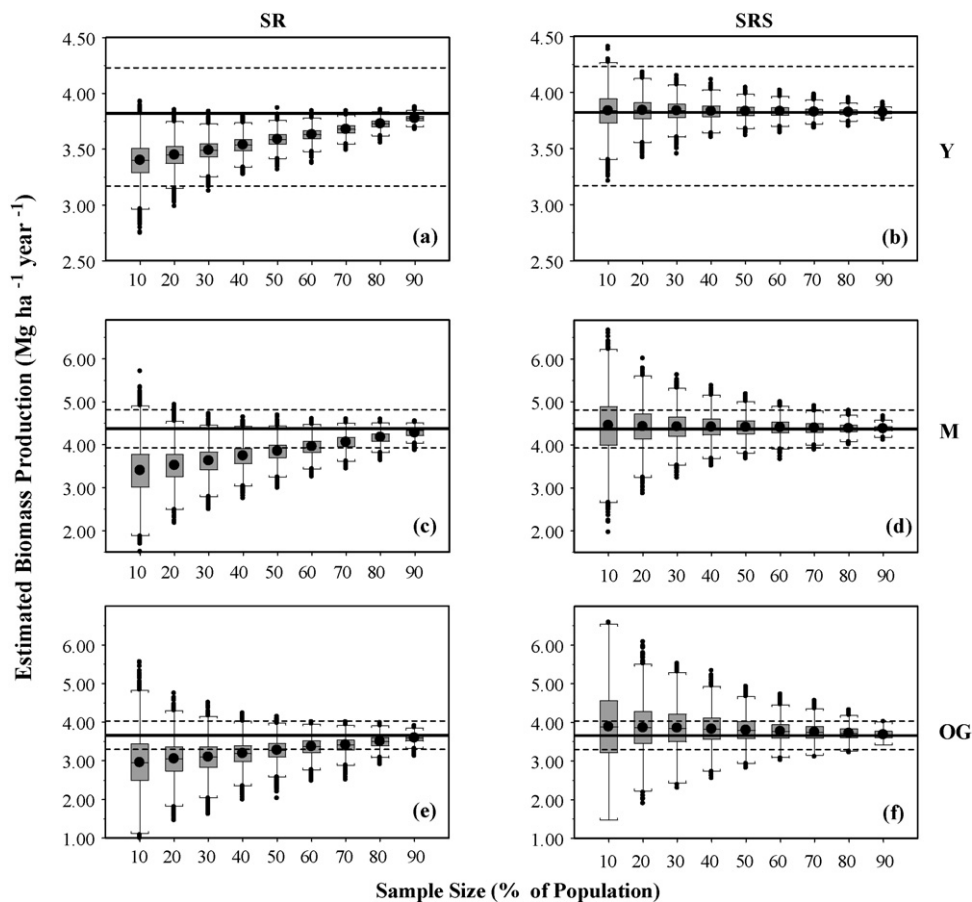 SR
SRS
Estimated Biomass Production (Mg ha -1 year -1)
4.50
4.00
3.50
3.00
2.50
(a)
10 20 30 40 50 60 70 80 90
4.50
4.00
3.50
3.00
2.50
(b)
10 20 30 40 50 60 70 80 90
Y
6.00
5.00
4.00
3.00
2.00
(c)
10 20 30 40 50 60 70 80 90
6.00
5.00
4.00
3.00
2.00
(d)
10 20 30 40 50 60 70 80 90
M
6.00
5.00
4.00
3.00
2.00
1.00
(e)
10 20 30 40 50 60 70 80 90
6.00
5.00
4.00
3.00
2.00
1.00
(f)
10 20 30 40 50 60 70 80 90
OG
Sample Size (% of Population)